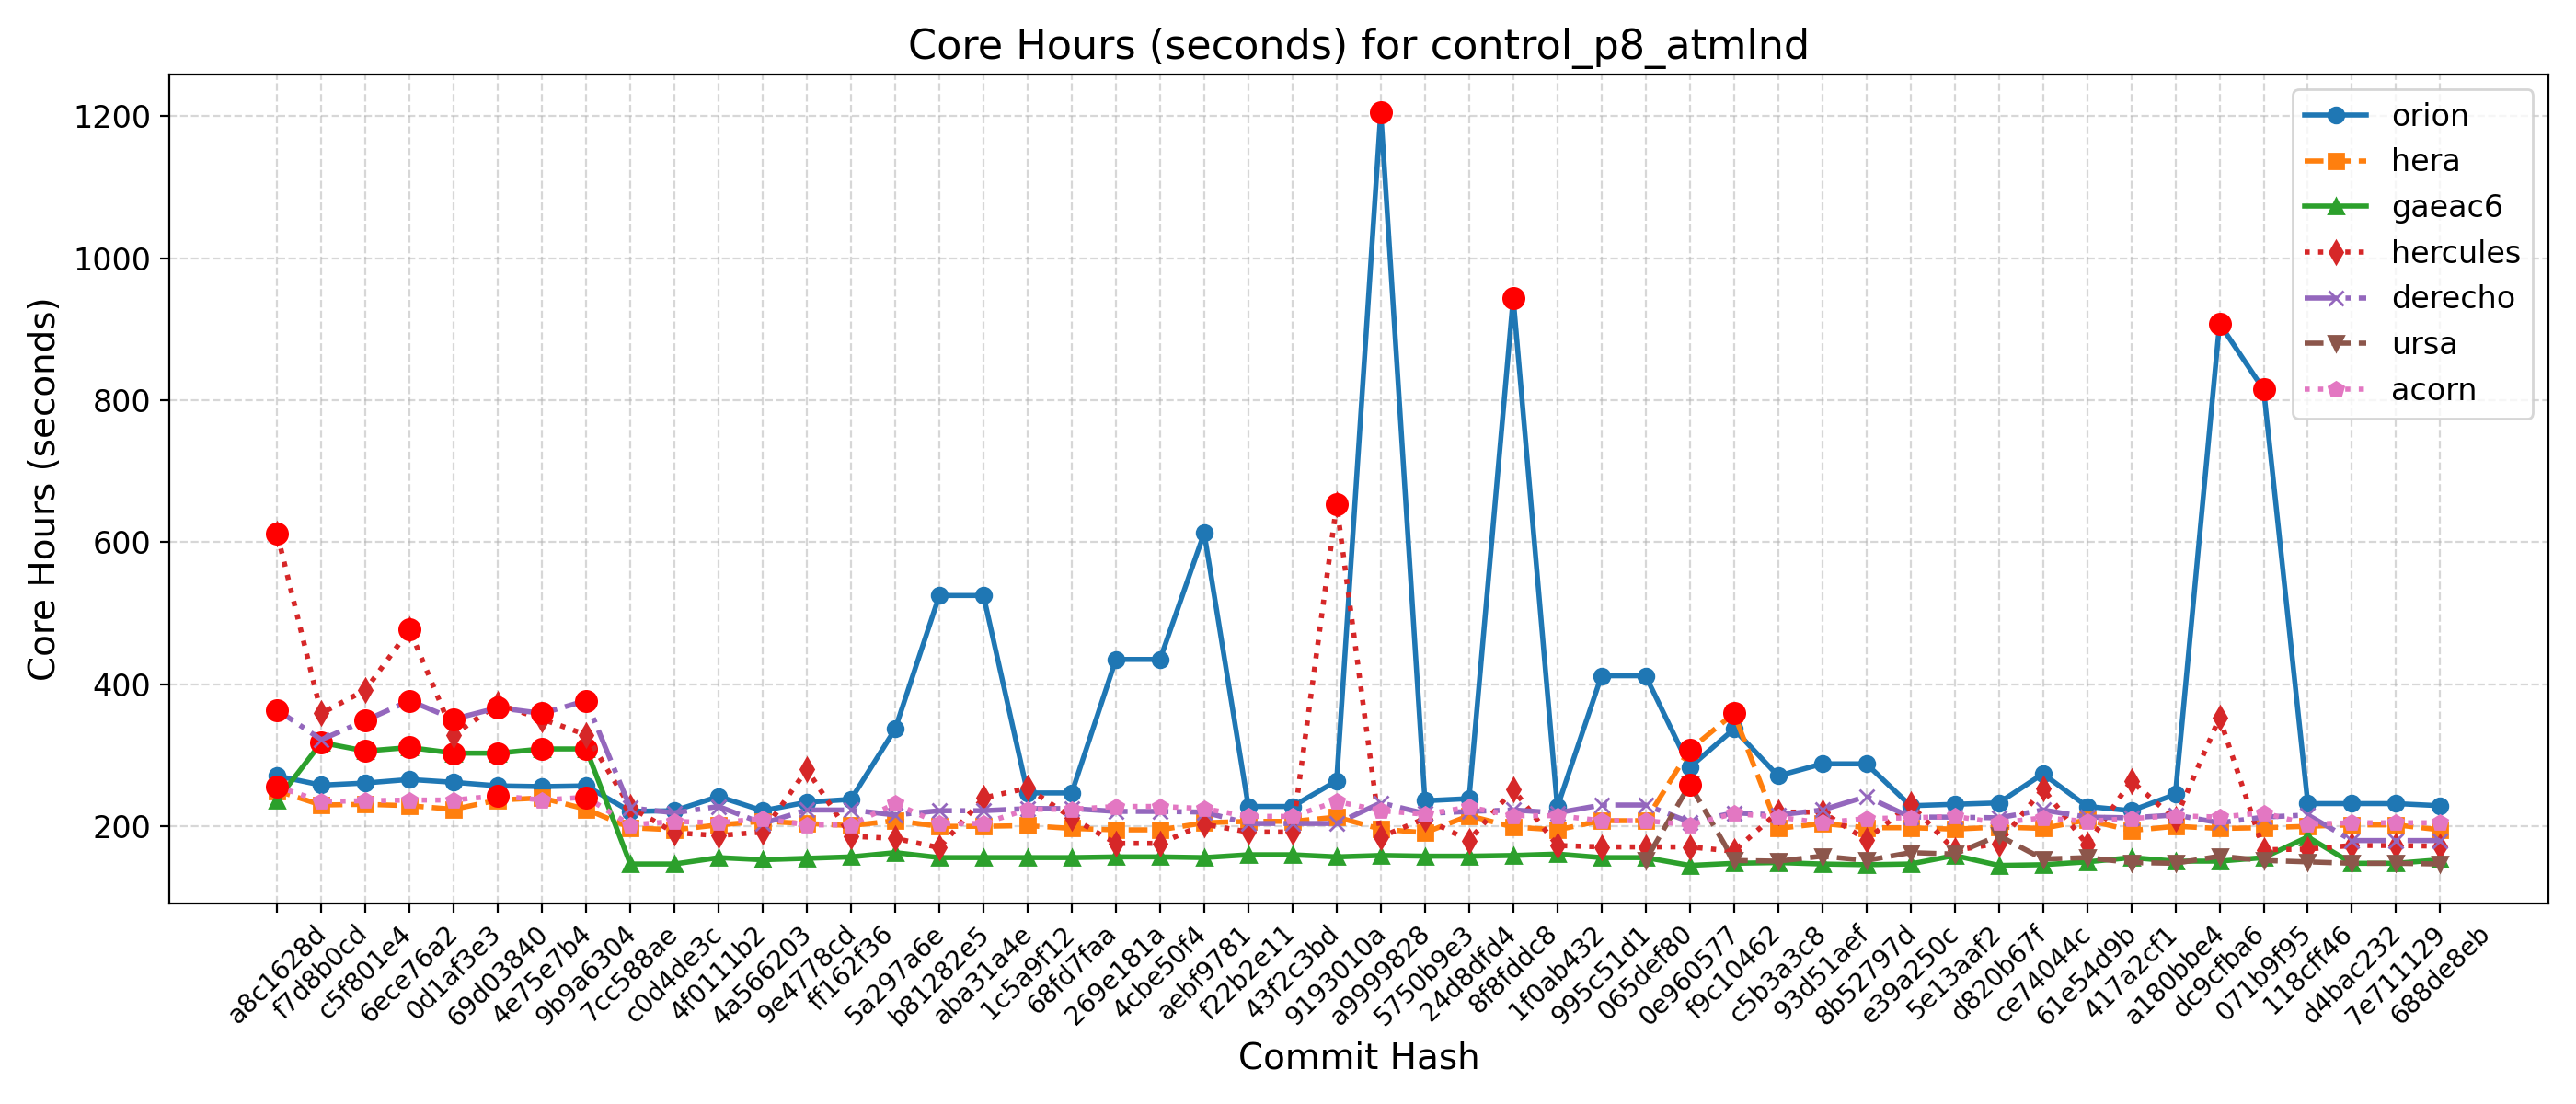 Core Hours (seconds) for control_p8_atmlnd
Core Hours (seconds)
1200
1000
800
600
400
200
orion
hera
gaeac6
hercules
derecho
ursa
acorn
a8c1628d
f7d8b0cd
c5f801e4
6ece76a2
0d1af3e3
69d03840
4e75e7b4
9b9a6304
7cc588ae
c0d4de3c
4f0111b2
4a566203
9e4778cd
ff162f36
5a297a6e
b81282e5
aba31a4e
1c5a9f12
68fd7faa
269e181a
4cbe50f4
aebf9781
f22b2e11
43f2c3bd
9193010a
a9999828
5750b9e3
24d8dfd4
8f8fddc8
1f0ab432
995c51d1
065def80
0e960577
f9c10462
c5b3a3c8
93d51aef
8b52797d
e39a250c
5e13aaf2
d820b67f
ce74044c
61e54d9b
417a2cf1
a180bbe4
dc9cfba6
071b9f95
118cff46
d4bac232
7e711129
688de8eb
Commit Hash